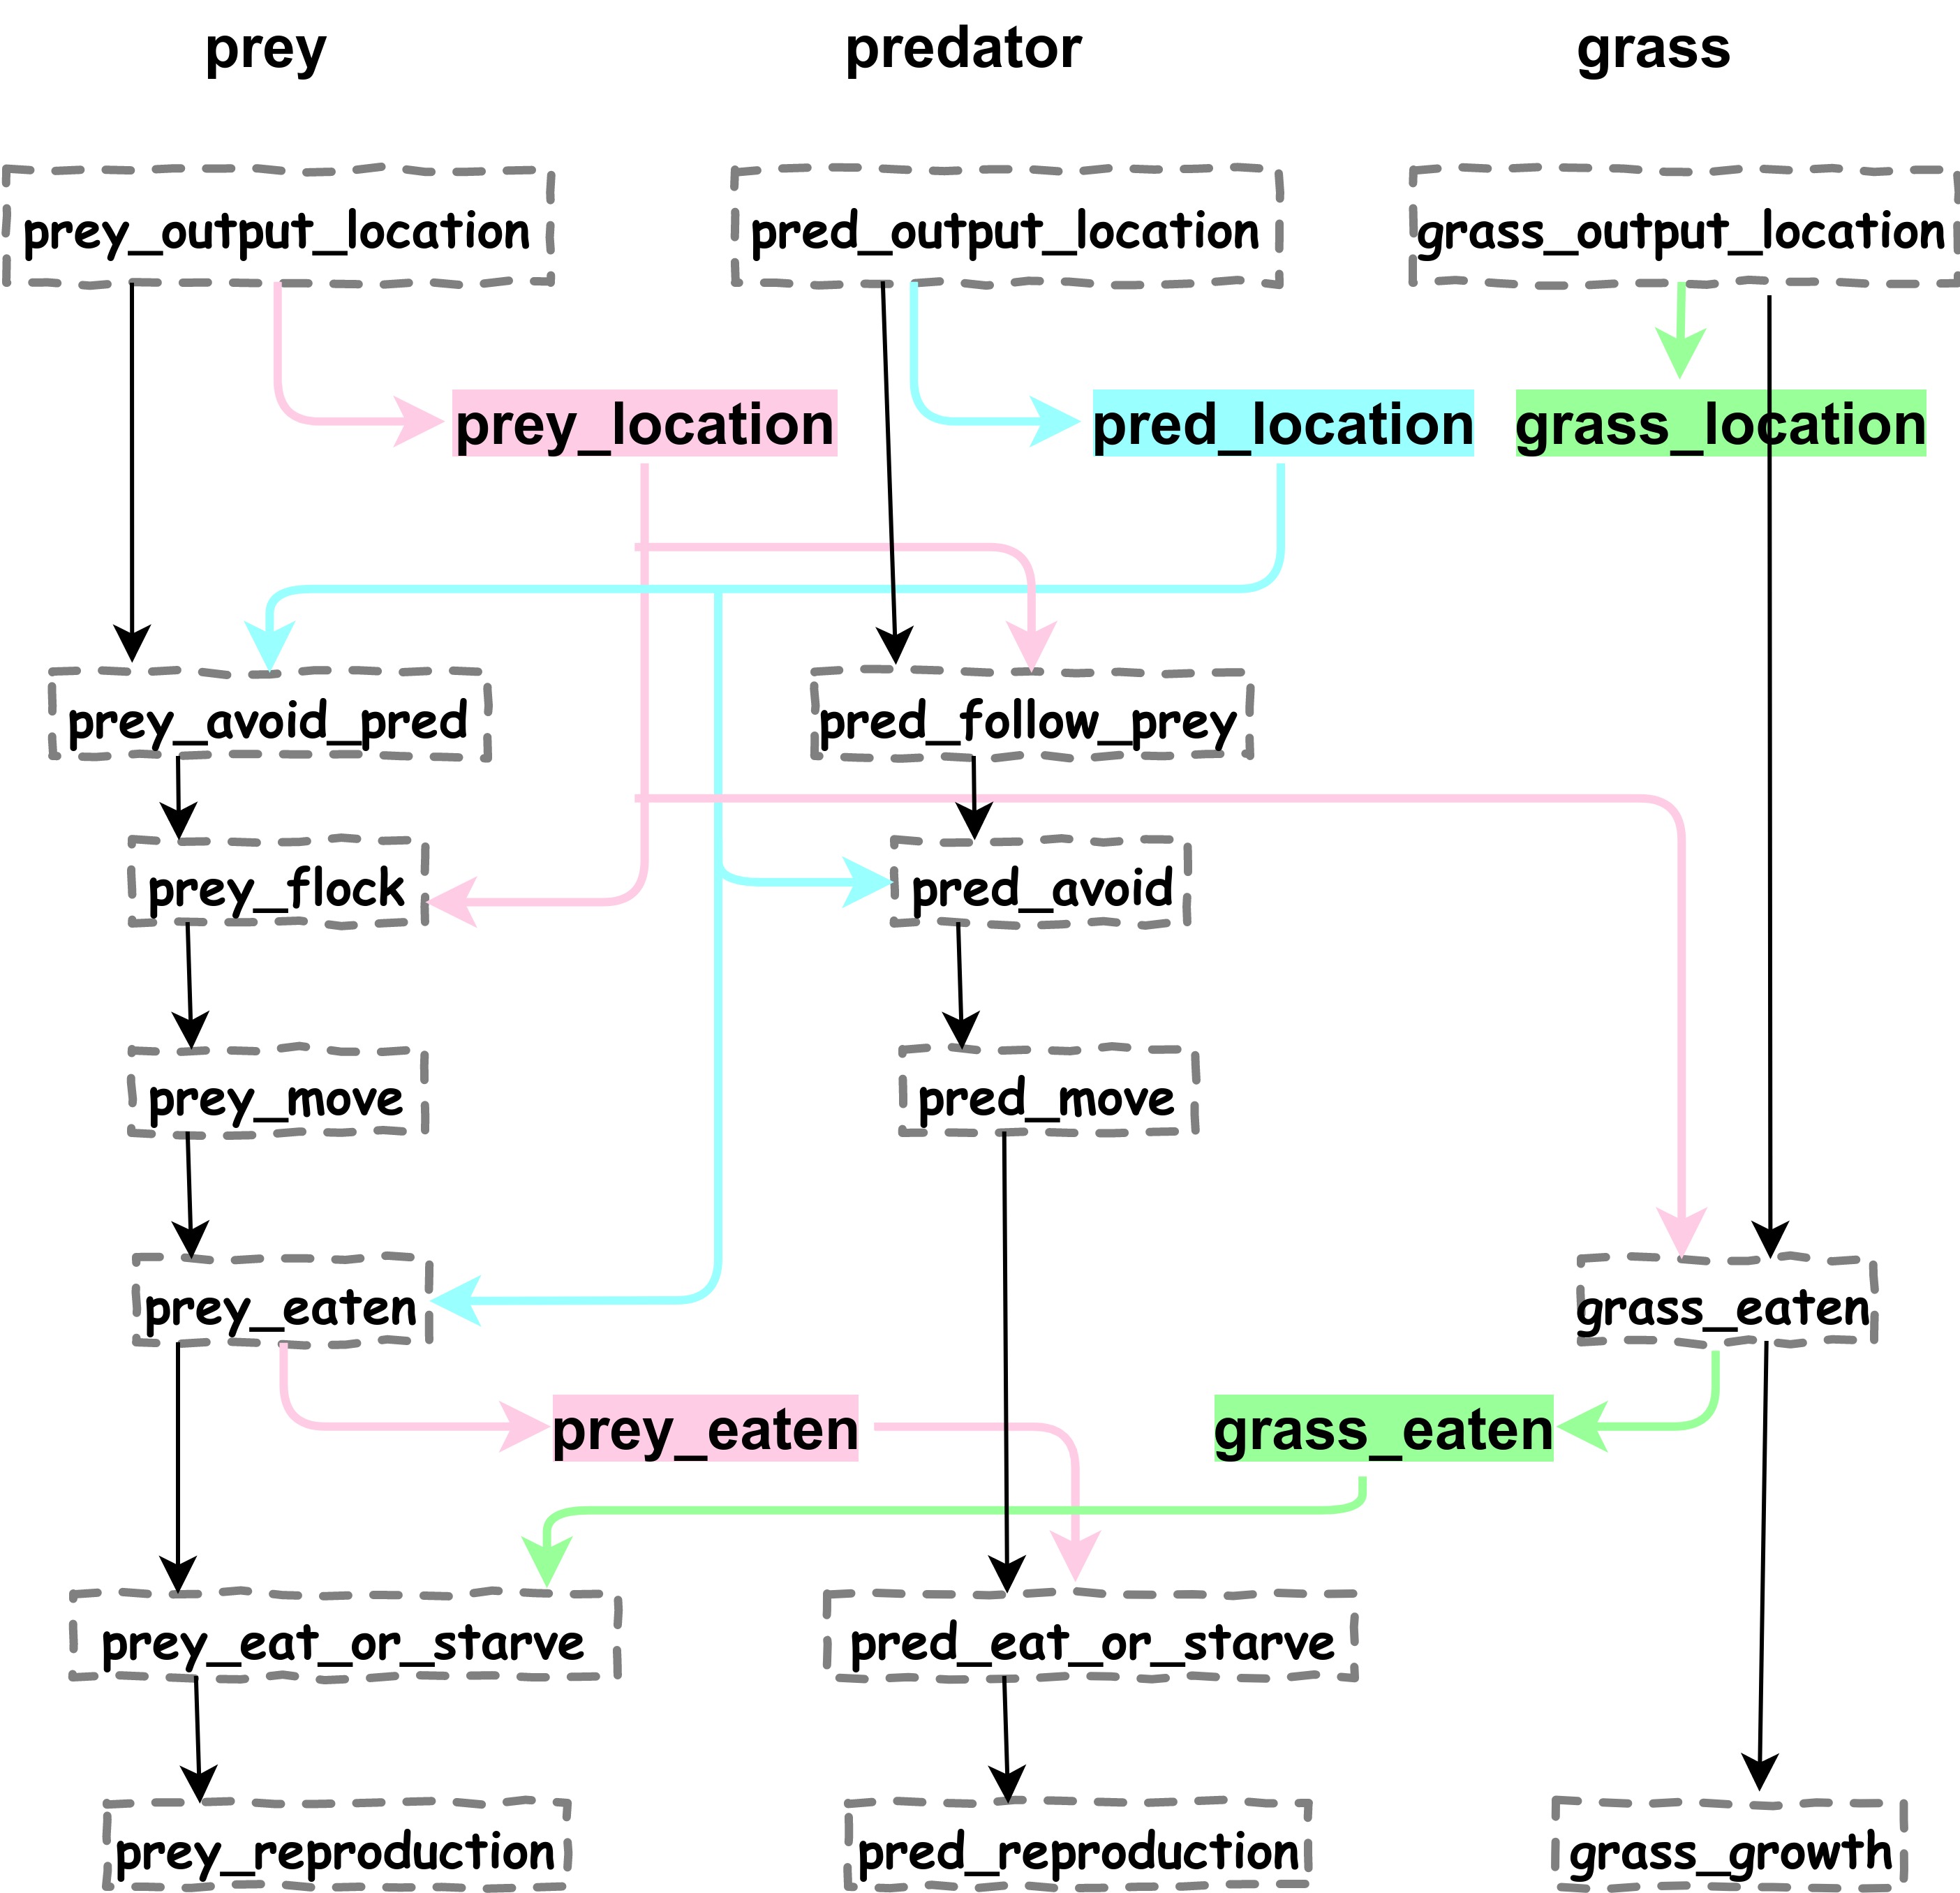 prey
predator
grass
prey_output_location
pred_output_location
grass_output_location
prey_location
pred_location
grass_location
prey_avoid_pred
pred_follow_prey
prey_flock
pred_avoid
prey_move
pred_move
prey_eaten
grass_eaten
prey_eaten
grass_eaten
prey_eat_or_starve
pred_eat_or_starve
prey_reproduction
pred_reproduction
grass_growth